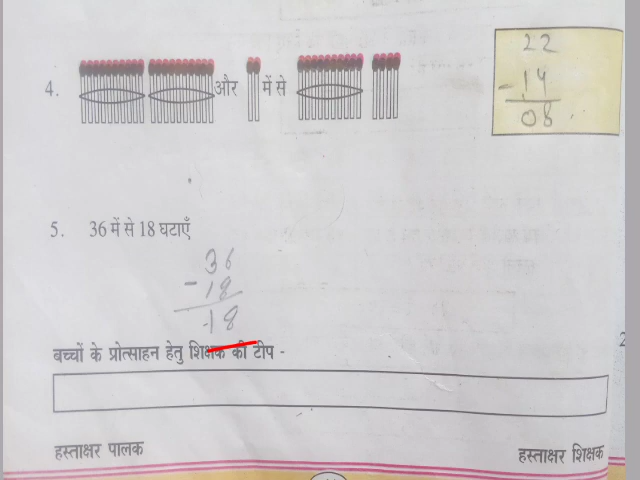 22
-14
08
4. और में से
5. 36 में से 18 घटाएँ
36
-18
18
बच्चों के प्रोत्साहन हेतु शिक्षक की टीप -
हस्ताक्षर पालक हस्ताक्षर शिक्षक